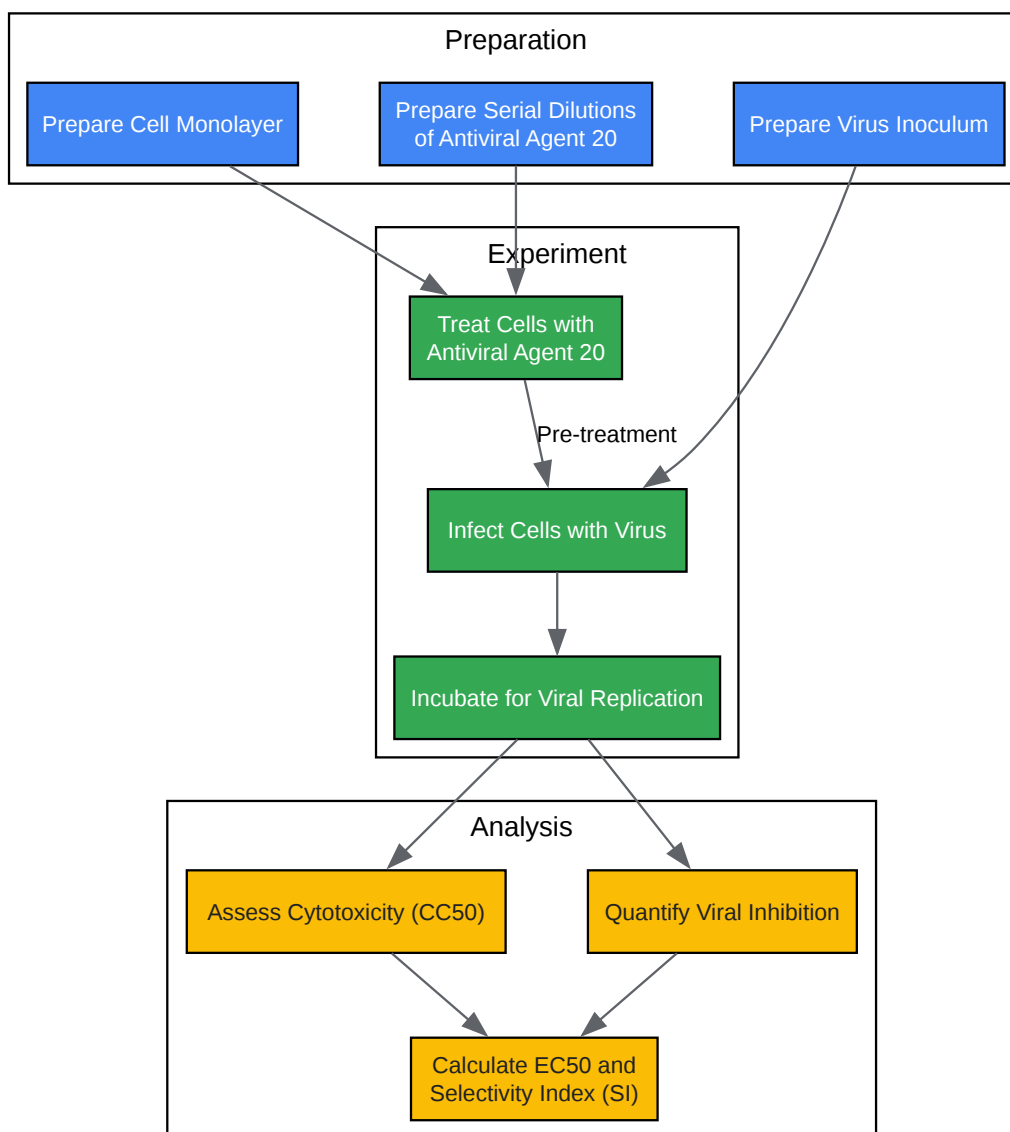 Preparation
Prepare Cell Monolayer
Prepare Serial Dilutions
of Antiviral Agent 20
Prepare Virus Inoculum
Experiment
Treat Cells with
Antiviral Agent 20
Pre-treatment
Infect Cells with Virus
Incubate for Viral Replication
Analysis
Assess Cytotoxicity (CC50)
Quantify Viral Inhibition
Calculate EC50 and
Selectivity Index (SI)